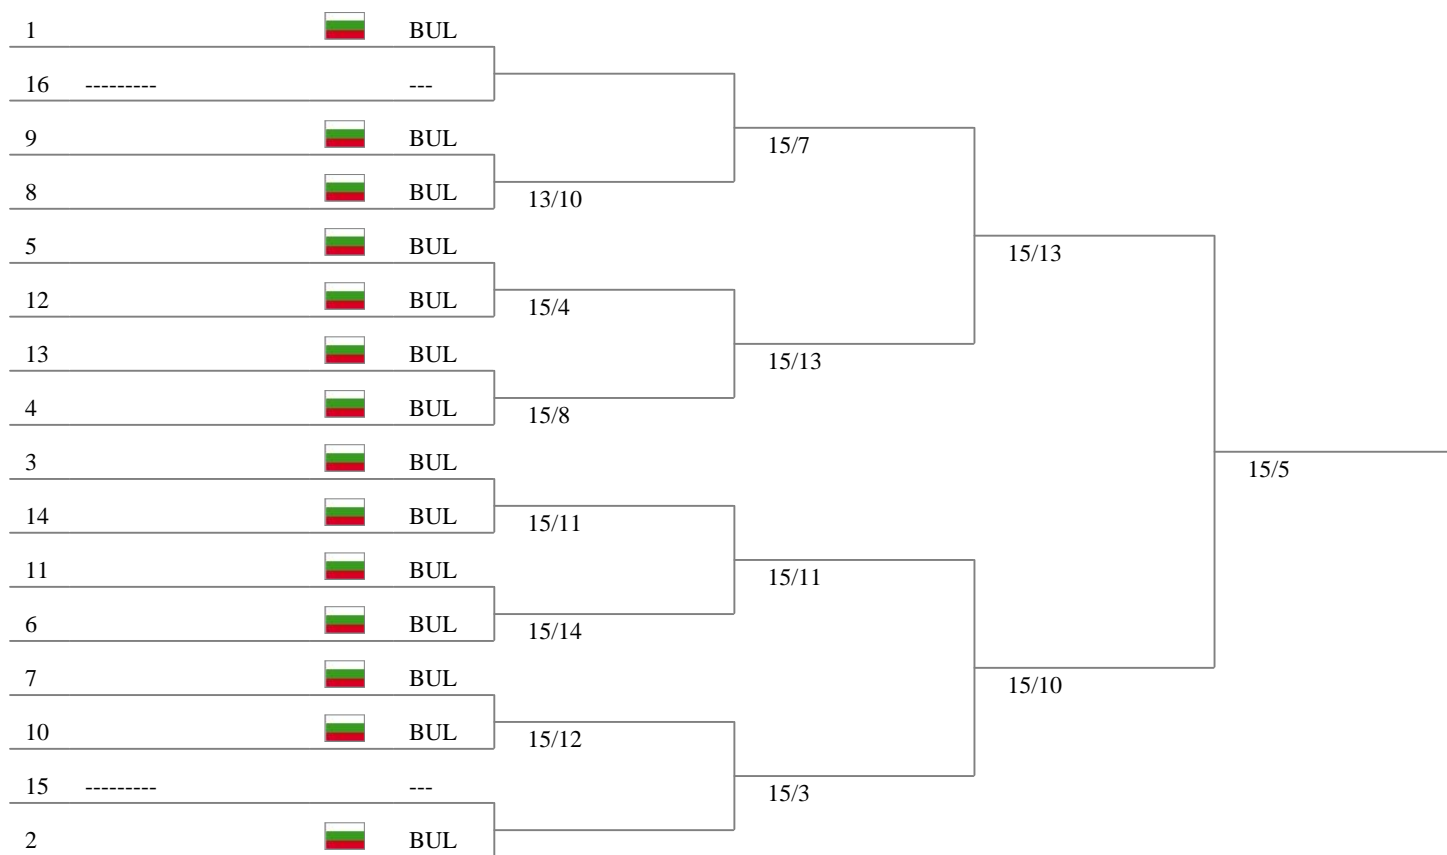 1 BUL
16 --------- ---
9 BUL
15/7
8 BUL 13/10
5 BUL
15/13
12 BUL 15/4
13 BUL
15/13
4 BUL 15/8
3 BUL
15/5
14 BUL 15/11
11 BUL
15/11
6 BUL 15/14
7 BUL
15/10
10 BUL 15/12
15 --------- ---
15/3
2 BUL